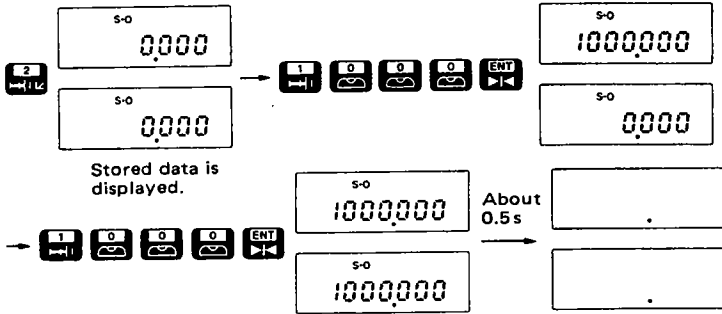 S-O
0.000
2
S-O
0.000
Stored data is
displayed.
→
1 0 0 0 ENT
S-O
1000.000
S-O
0.000
→
1 0 0 0 ENT
S-O
1000.000
S-O
1000.000
About
0.5s
→
.
.